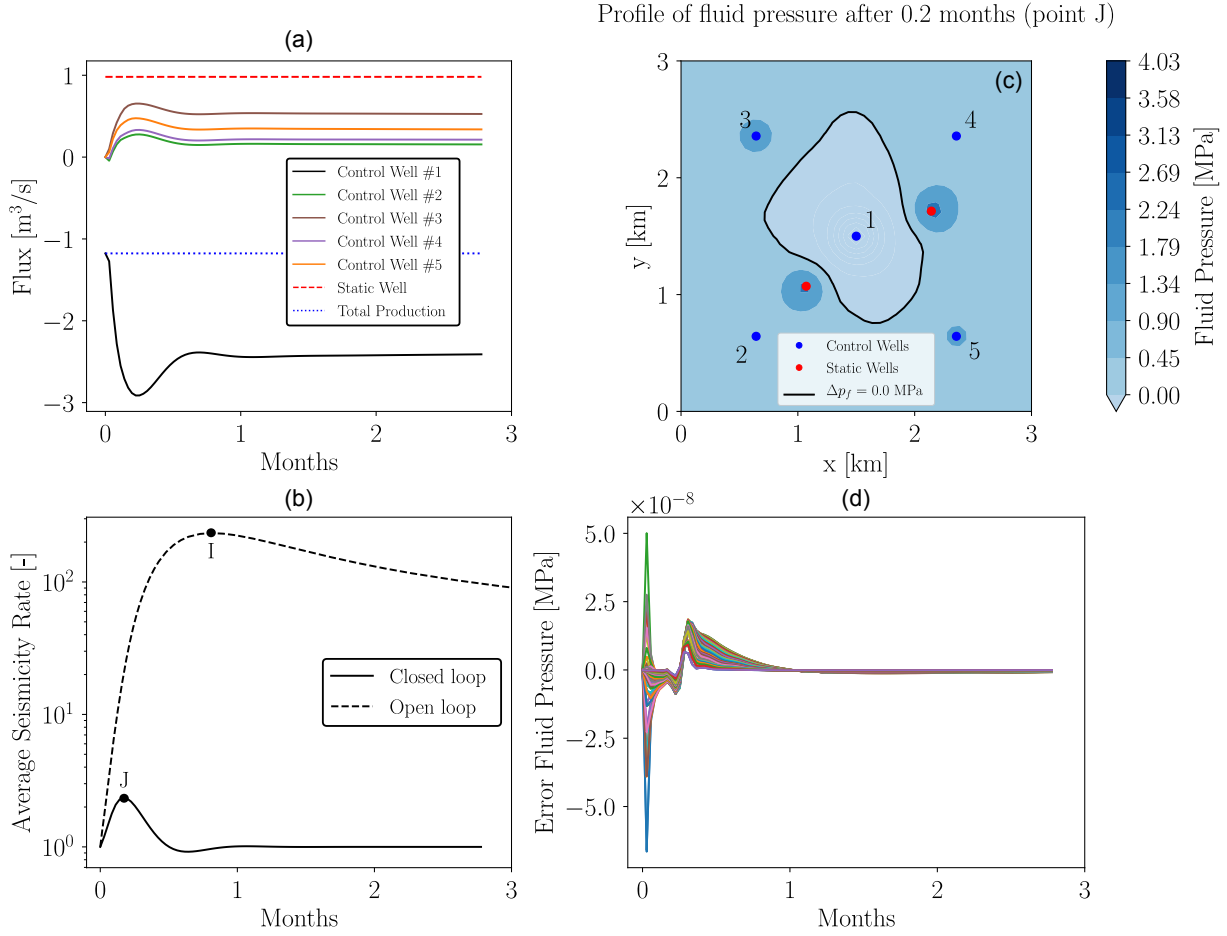 Profile of fluid pressure after 0.2 months (point J)
(a)
Flux [m³/s]
1
0
−1
−2
−3
Control Well #1
Control Well #2
Control Well #3
Control Well #4
Control Well #5
Static Well
Total Production
0
1
2
3
Months
(c)
y [km]
3
2
1
0
3
4
1
2
5
Control Wells
Static Wells
Δp_f = 0.0 MPa
0
1
2
3
x [km]
4.03
3.58
3.13
4.69
2.24
1.79
1.34
0.90
0.45
0.00
Fluid Pressure [MPa]
(b)
Average Seismicity Rate [-]
10²
10¹
10⁰
I
J
Closed loop
Open loop
0
1
2
3
Months
(d)
×10⁻⁸
Error Fluid Pressure [MPa]
5.0
2.5
0.0
−2.5
−5.0
0
1
2
3
Months